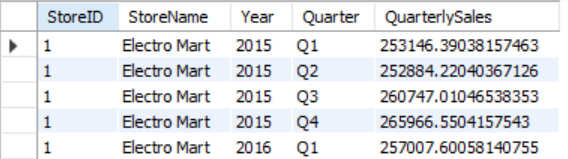 StoreID StoreName Year Quarter QuarterlySales
1 Electro Mart 2015 Q1 253146.39038157463
1 Electro Mart 2015 Q2 252884.22040367126
1 Electro Mart 2015 Q3 260747.01046538353
1 Electro Mart 2015 Q4 265966.5504157543
1 Electro Mart 2016 Q1 257007.60058140755